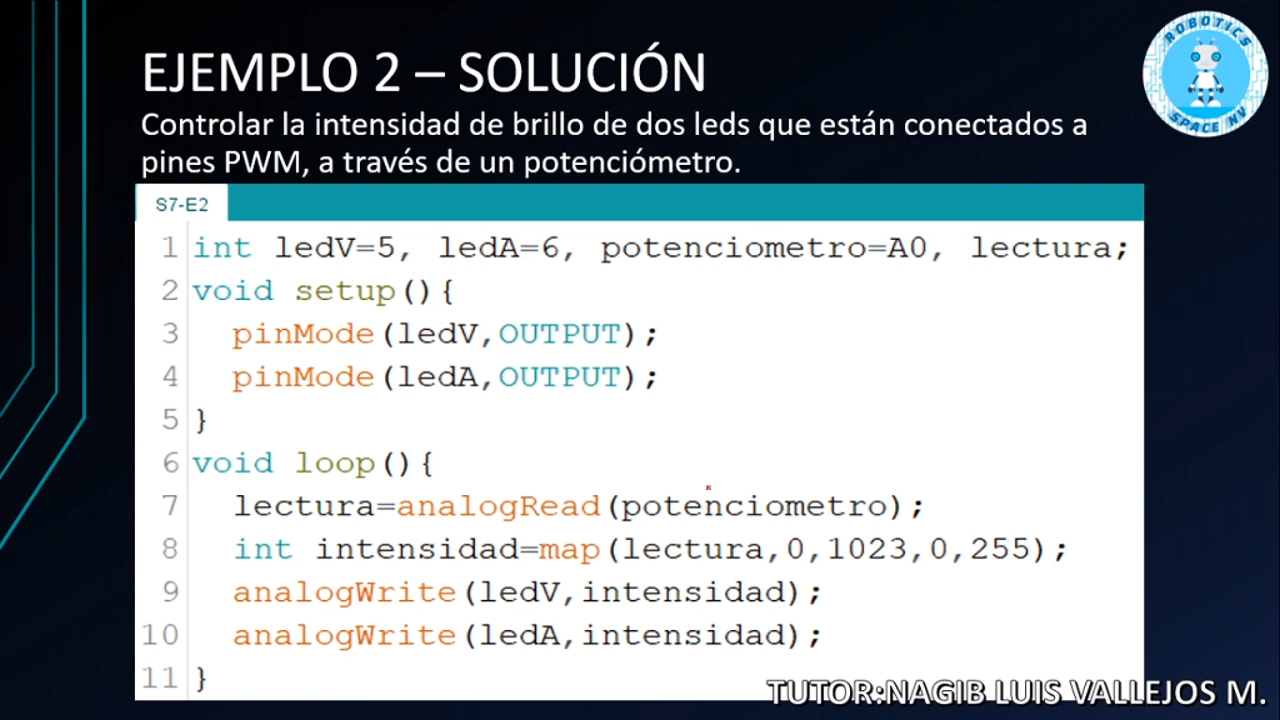 EJEMPLO 2 – SOLUCIÓN
Controlar la intensidad de brillo de dos leds que están conectados a
pines PWM, a través de un potenciómetro.
ROBOTICS
SPACE NV
S7-E2
1 int ledV=5, ledA=6, potenciometro=A0, lectura;
2 void setup(){
3 pinMode(ledV,OUTPUT);
4 pinMode(ledA,OUTPUT);
5 }
6 void loop(){
7 lectura=analogRead(potenciometro);
8 int intensidad=map(lectura,0,1023,0,255);
9 analogWrite(ledV,intensidad);
10 analogWrite(ledA,intensidad);
11 }
TUTOR:NAGIB LUIS VALLEJOS M.